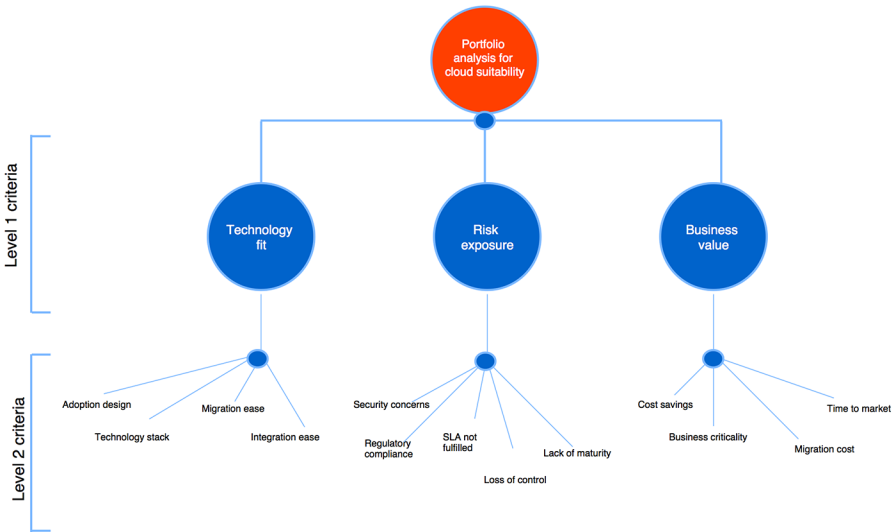 Portfolio
analysis for
cloud suitability
Level 1 criteria
Technology
fit
Risk
exposure
Business
value
Level 2 criteria
Adoption design
Technology stack
Migration ease
Integration ease
Security concerns
Regulatory
compliance
SLA not
fulfilled
Loss of control
Lack of maturity
Cost savings
Business criticality
Migration cost
Time to market